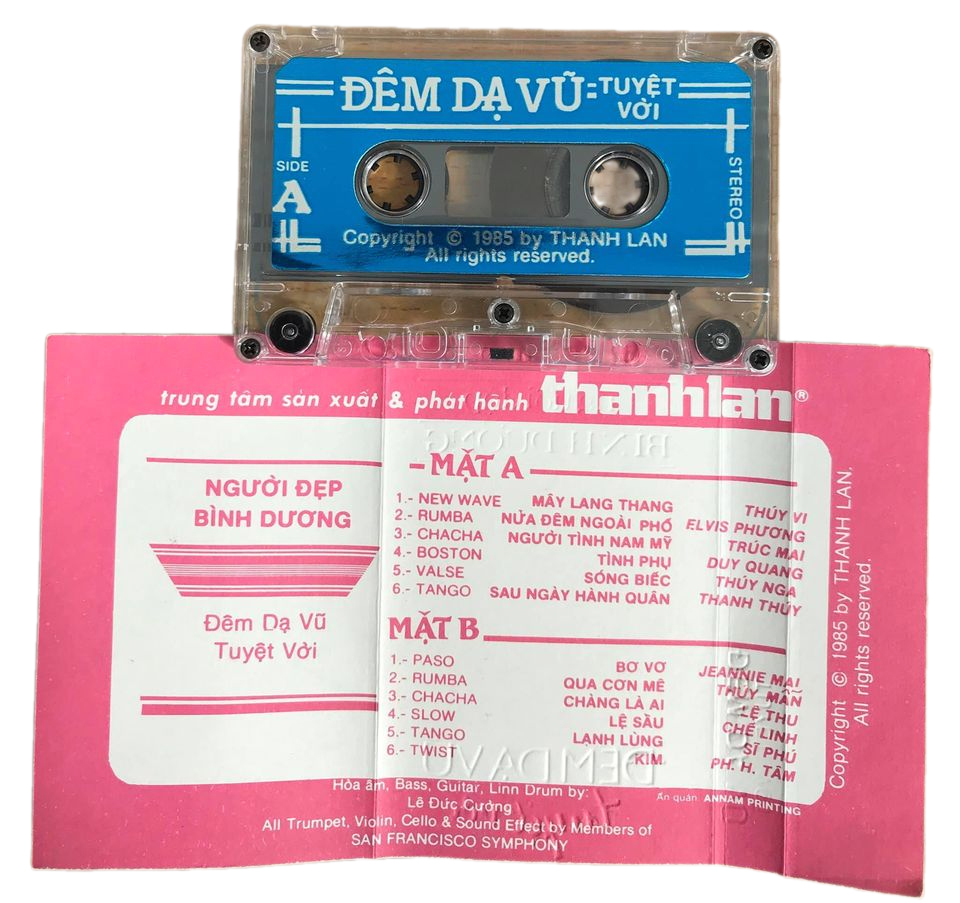 ĐÊM DẠ VŨ TUYỆT VỜI
SIDE
A
STEREO
Copyright © 1985 by THANH LAN
All rights reserved.
trung tâm sản xuất & phát hành thanhlan®
BINH DUONG
NGƯỜI ĐẸP
BÌNH DƯƠNG
Đêm Dạ Vũ
Tuyệt Vời
- MẶT A
1.- NEW WAVE MÂY LANG THANG THÚY VI
2.- RUMBA NỬA ĐÊM NGOÀI PHỐ ELVIS PHƯƠNG
3.- CHACHA NGƯỜI TÌNH NAM MỸ TRÚC MAI
4.- BOSTON TÌNH PHỤ DUY QUANG
5.- VALSE SÓNG BIẾC THÚY NGA
6.- TANGO SAU NGÀY HÀNH QUÂN THANH THÚY
MẶT B
1.- PASO BƠ VƠ JEANNIE MAI
2.- RUMBA QUA CƠN MÊ THÚY MẪN
3.- CHACHA CHÀNG LÀ AI LỆ THU
4.- SLOW LỆ SẦU CHẾ LINH
5.- TANGO LẠNH LÙNG SĨ PHÚ
6.- TWIST KIM PH. H. TÂM
DEM DA VU
Hòa âm, Bass, Guitar, Linn Drum by:
Lê Đức Cường
All Trumpet, Violin, Cello & Sound Effect by Members of
SAN FRANCISCO SYMPHONY
Ấn quán ANNAM PRINTING
Copyright © 1985 by THANH LAN.
All rights reserved.